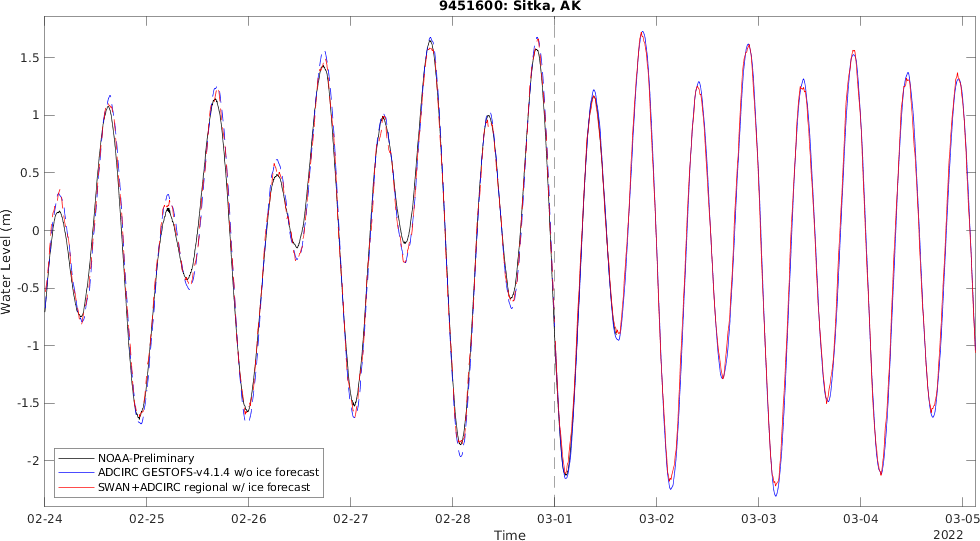 9451600: Sitka, AK
Water Level (m)
1.5
1
0.5
0
-0.5
-1
-1.5
-2
NOAA-Preliminary
ADCIRC GESTOFS-v4.1.4 w/o ice forecast
SWAN+ADCIRC regional w/ ice forecast
02-24 02-25 02-26 02-27 02-28 03-01 03-02 03-03 03-04 03-05
Time
2022